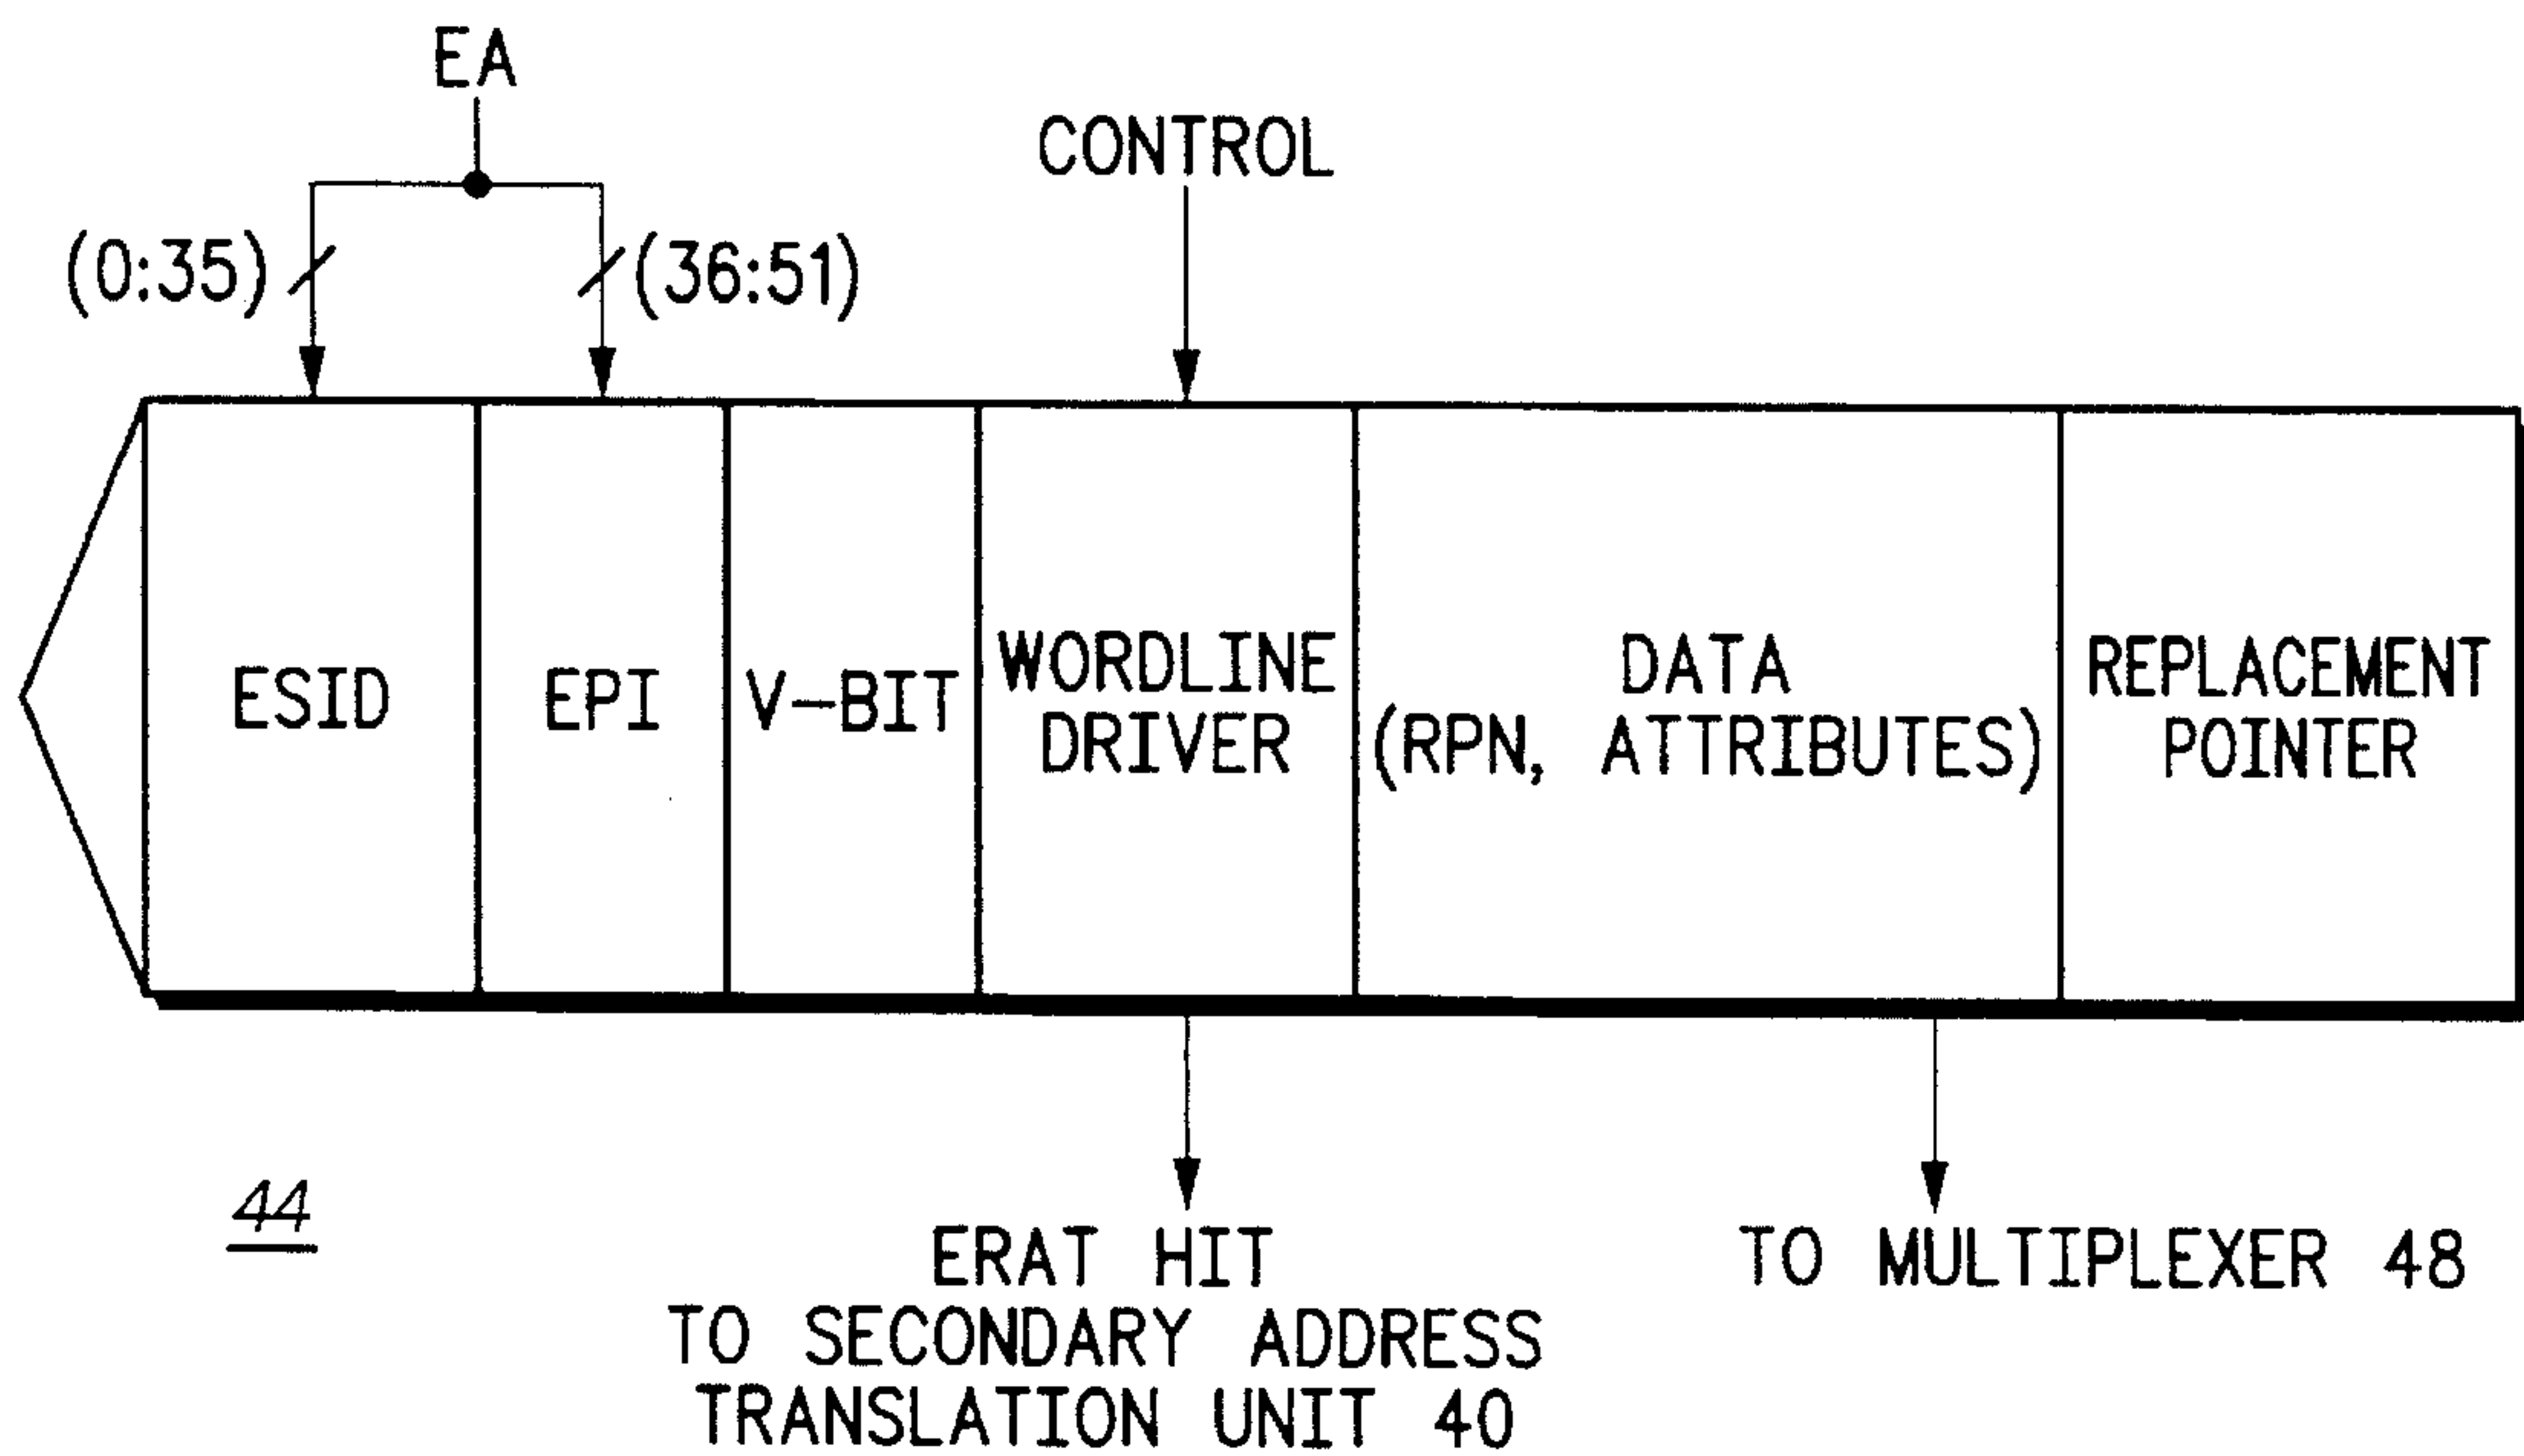 EA
CONTROL
(0:35)
(36:51)
ESID
EPI
V-BIT
WORDLINE
DRIVER
DATA
(RPN, ATTRIBUTES)
REPLACEMENT
POINTER
44
ERAT HIT
TO SECONDARY ADDRESS
TRANSLATION UNIT 40
TO MULTIPLEXER 48